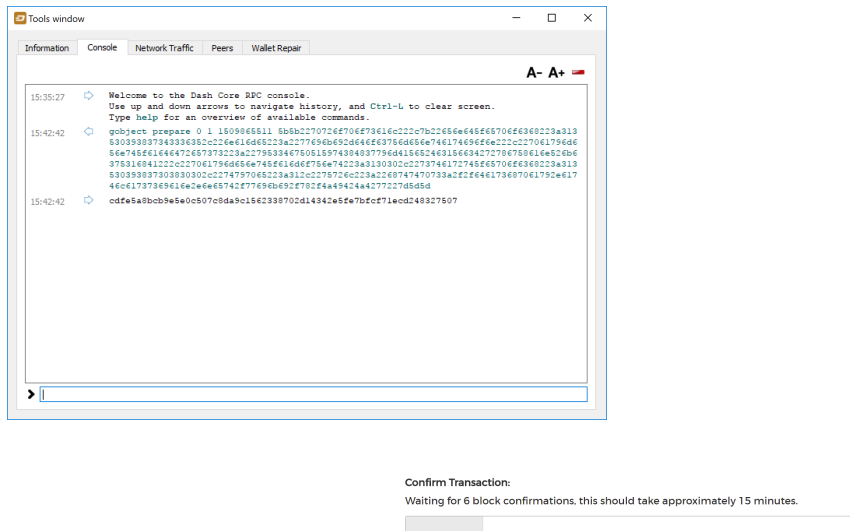 Tools window
Information Console Network Traffic Peers Wallet Repair
A- A+
15:35:27 Welcome to the Dash Core RPC console.
Use up and down arrows to navigate history, and Ctrl-L to clear screen.
Type help for an overview of available commands.
15:42:42 gobject prepare 0 1 1509865511 5b5b2270726f706f73616c222c7b22656e645f65706f6368223a313
530393837343336352c226e616d65223a2277696b692d646f63756d656e746174696f6e222c227061796d6
56e745f61646472657373223a227953346750515974384837796d415652463156634272786758616e526b6
375316841222c227061796d656e745f616d6f756e74223a3130302c2273746172745f65706f6368223a313
530393837303830302c2274797065223a312c2275726c223a2268747470733a2f2f646173687061792e617
46c61737369616e2e6e65742f77696b692f782f4a49424a4277227d5d5d
15:42:42 cdfe5a8bcb9e5e0c507c8da9c1562338702d14342e5fe7bfcf71ecd248327507
Confirm Transaction:
Waiting for 6 block confirmations, this should take approximately 15 minutes.